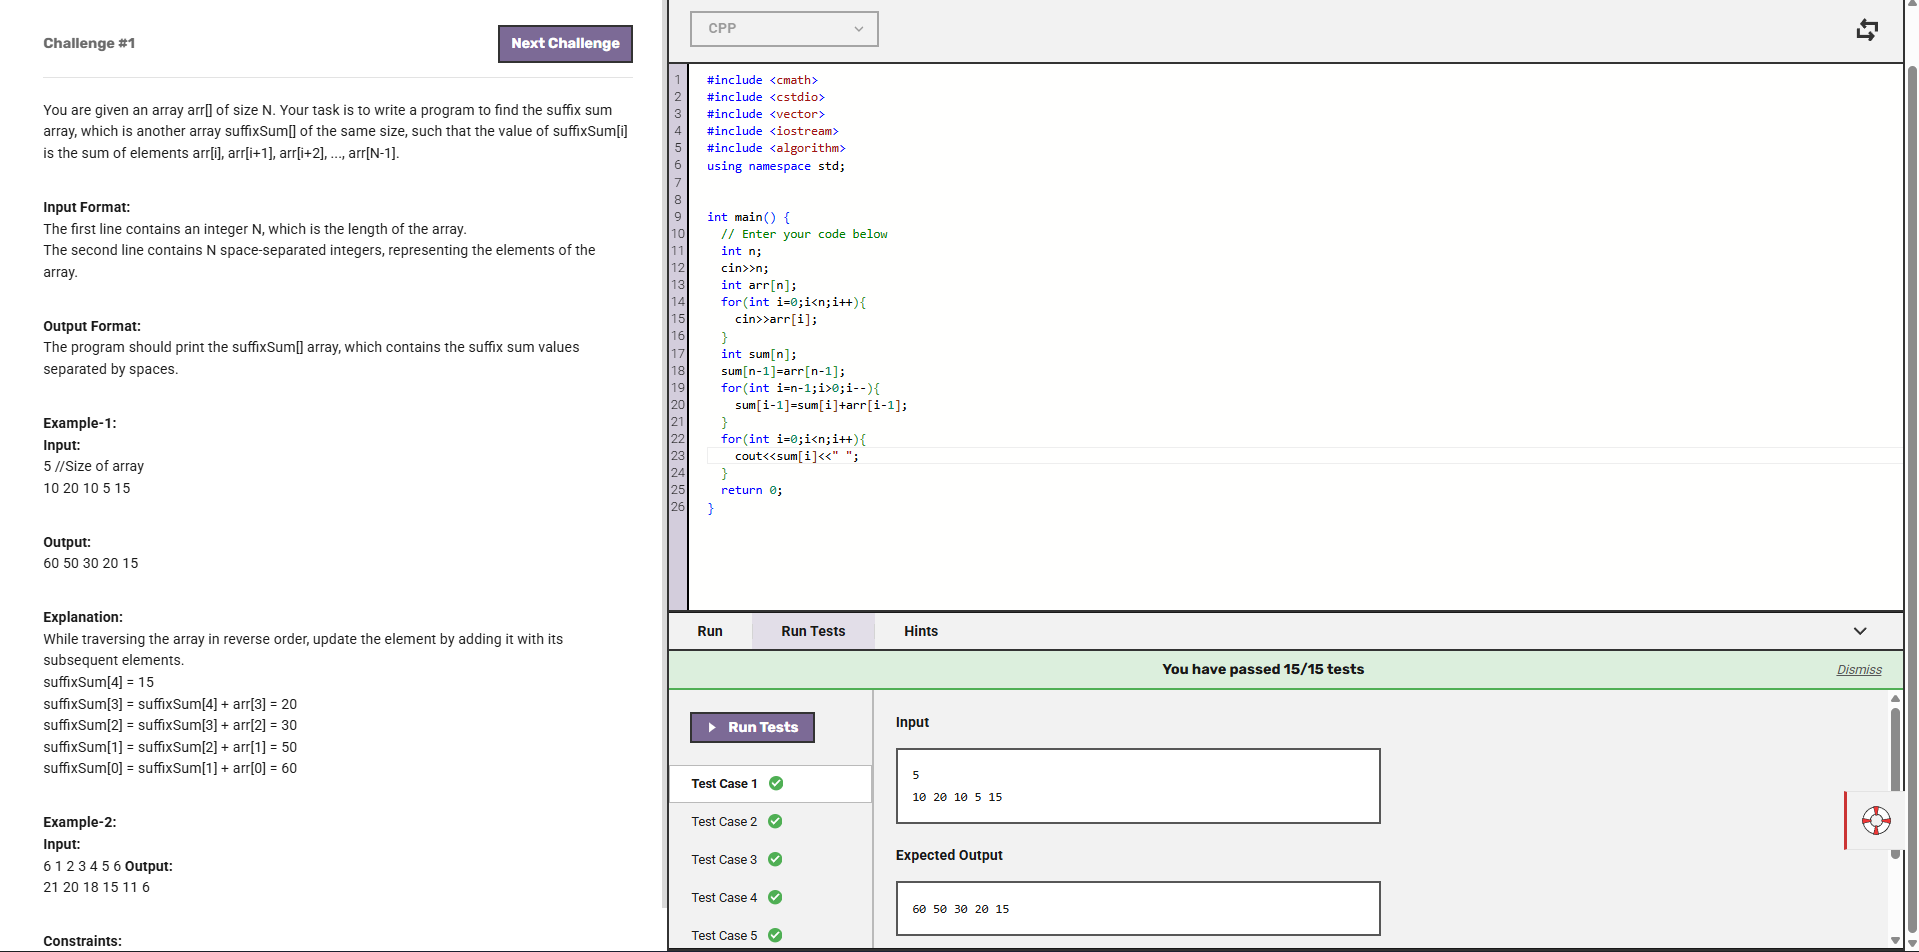 Challenge #1
Next Challenge
You are given an array arr[] of size N. Your task is to write a program to find the suffix sum
array, which is another array suffixSum[] of the same size, such that the value of suffixSum[i]
is the sum of elements arr[i], arr[i+1], arr[i+2], ..., arr[N-1].
Input Format:
The first line contains an integer N, which is the length of the array.
The second line contains N space-separated integers, representing the elements of the
array.
Output Format:
The program should print the suffixSum[] array, which contains the suffix sum values
separated by spaces.
Example-1:
Input:
5 //Size of array
10 20 10 5 15
Output:
60 50 30 20 15
Explanation:
While traversing the array in reverse order, update the element by adding it with its
subsequent elements.
suffixSum[4] = 15
suffixSum[3] = suffixSum[4] + arr[3] = 20
suffixSum[2] = suffixSum[3] + arr[2] = 30
suffixSum[1] = suffixSum[2] + arr[1] = 50
suffixSum[0] = suffixSum[1] + arr[0] = 60
Example-2:
Input:
6 1 2 3 4 5 6 Output:
21 20 18 15 11 6
Constraints:
CPP
1 #include <cmath>
2 #include <cstdio>
3 #include <vector>
4 #include <iostream>
5 #include <algorithm>
6 using namespace std;
7
8
9 int main() {
10 // Enter your code below
11 int n;
12 cin>>n;
13 int arr[n];
14 for(int i=0;i<n;i++){
15 cin>>arr[i];
16 }
17 int sum[n];
18 sum[n-1]=arr[n-1];
19 for(int i=n-1;i>0;i--){
20 sum[i-1]=sum[i]+arr[i-1];
21 }
22 for(int i=0;i<n;i++){
23 cout<<sum[i]<<" ";
24 }
25 return 0;
26 }
Run
Run Tests
Hints
You have passed 15/15 tests
Dismiss
Run Tests
Test Case 1
Test Case 2
Test Case 3
Test Case 4
Test Case 5
Input
5
10 20 10 5 15
Expected Output
60 50 30 20 15